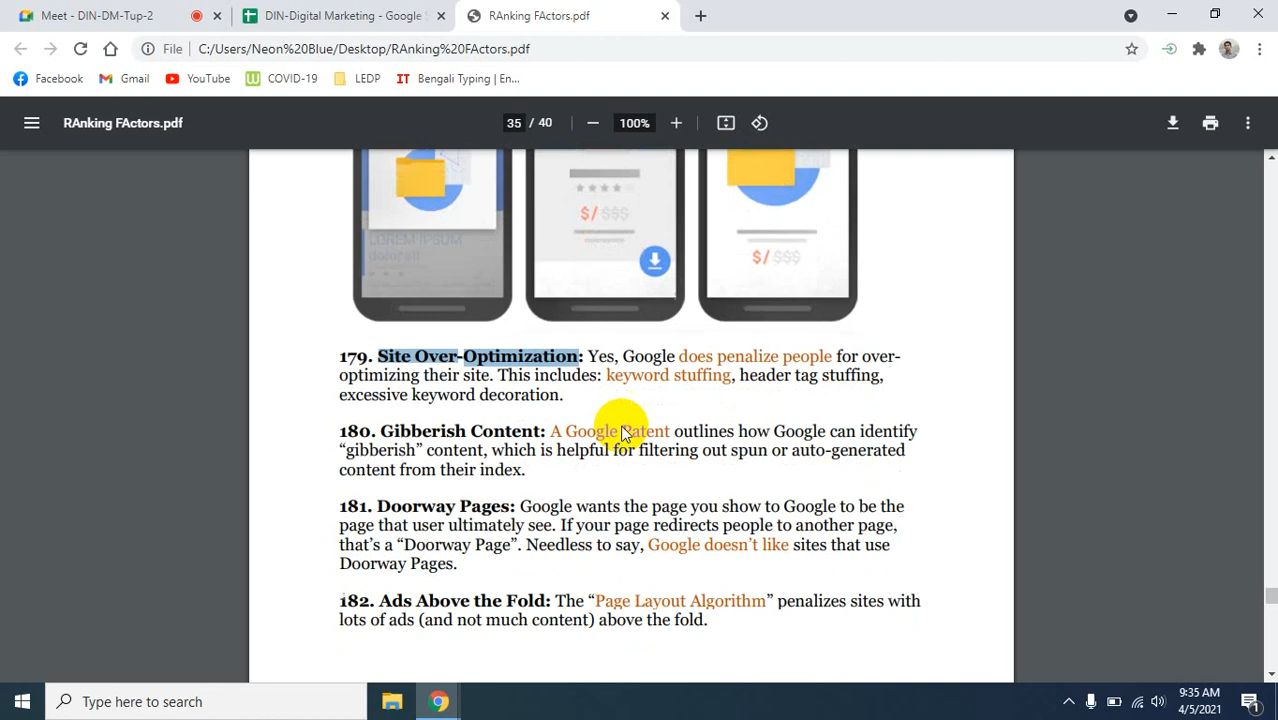 Meet - DIN-DM-Tup-2
DIN-Digital Marketing - Google S
RAnking FActors.pdf
File
C:/Users/Neon%20Blue/Desktop/RAnking%20FActors.pdf
Facebook
Gmail
YouTube
COVID-19
LEDP
IT Bengali Typing | En...
RAnking FActors.pdf
35 / 40
100%
LOREM IPSUM
dolor sit
$/ $$$
$/ $$$
179. Site Over-Optimization: Yes, Google does penalize people for over-
optimizing their site. This includes: keyword stuffing, header tag stuffing,
excessive keyword decoration.
180. Gibberish Content: A Google Patent outlines how Google can identify
“gibberish” content, which is helpful for filtering out spun or auto-generated
content from their index.
181. Doorway Pages: Google wants the page you show to Google to be the
page that user ultimately see. If your page redirects people to another page,
that’s a “Doorway Page”. Needless to say, Google doesn’t like sites that use
Doorway Pages.
182. Ads Above the Fold: The “Page Layout Algorithm” penalizes sites with
lots of ads (and not much content) above the fold.
Type here to search
9:35 AM
4/5/2021
1